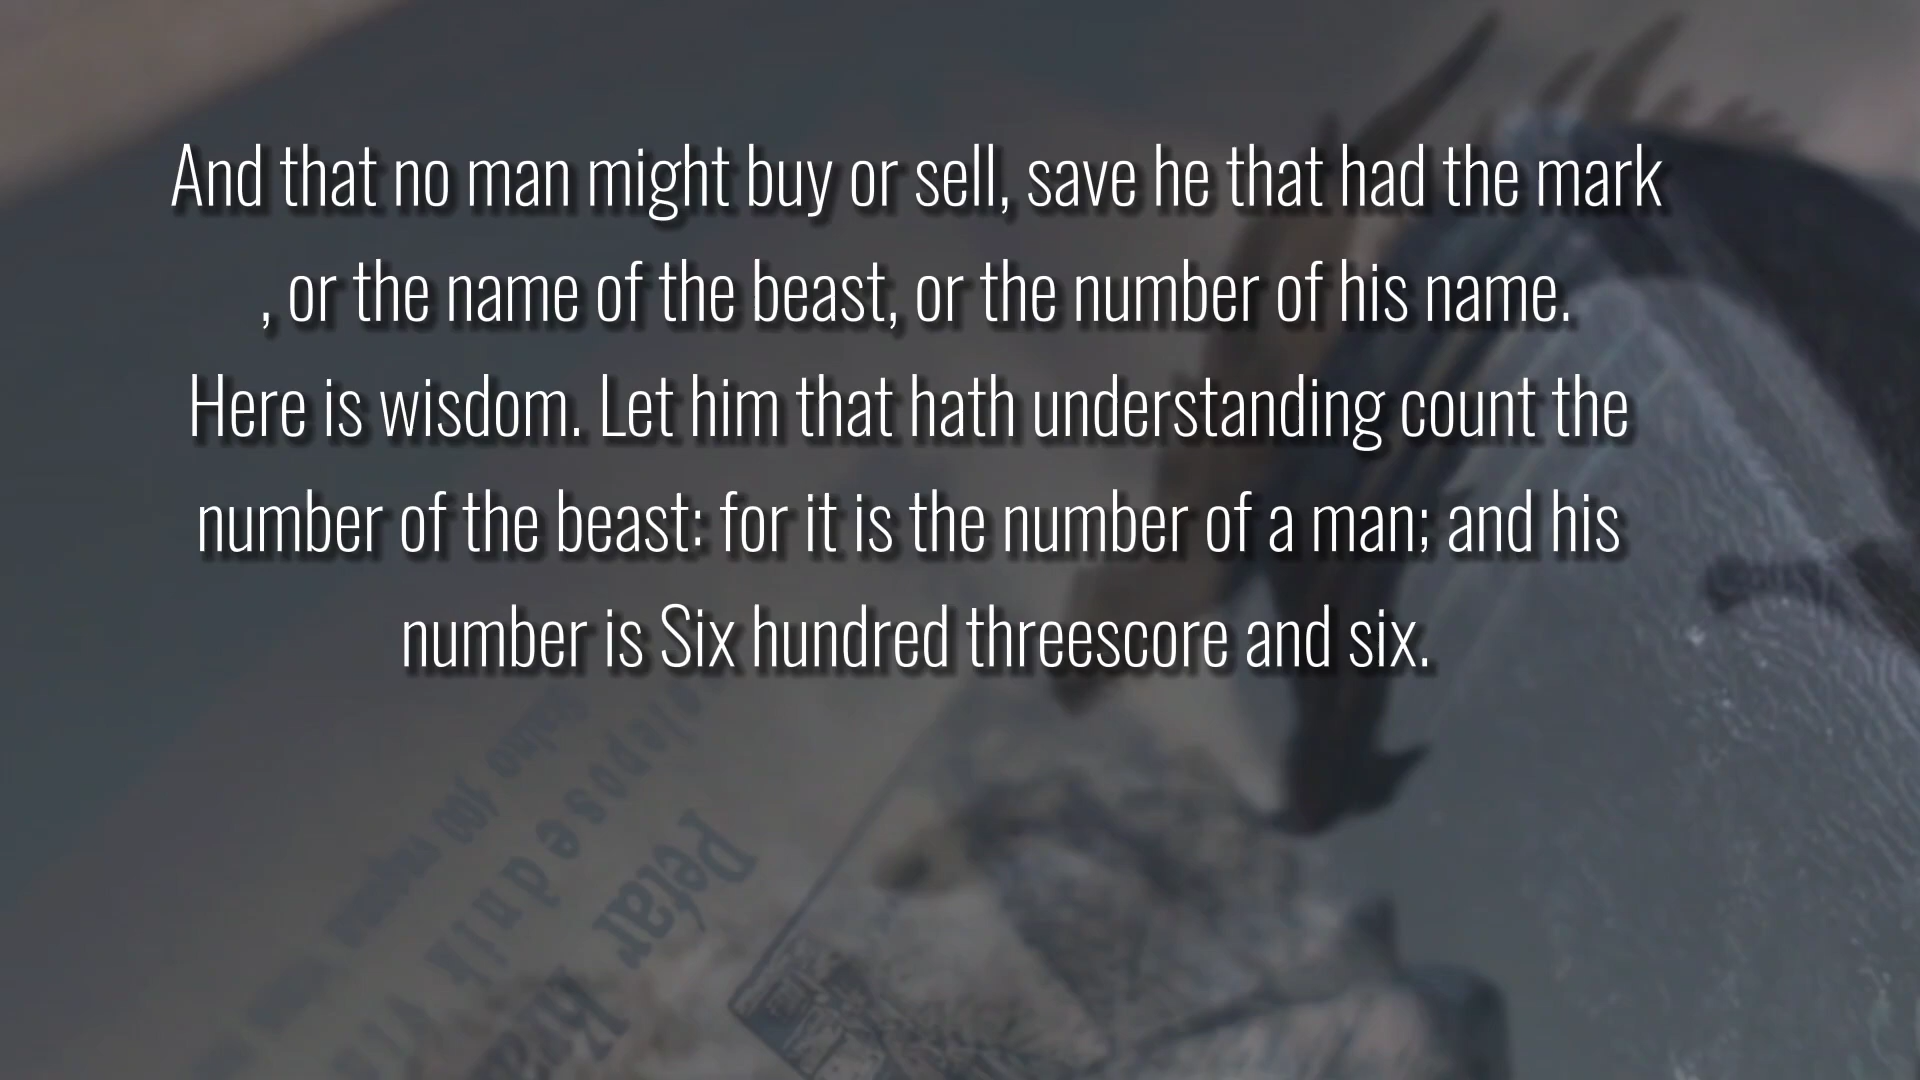 And that no man might buy or sell, save he that had the mark
, or the name of the beast, or the number of his name.
Here is wisdom. Let him that hath understanding count the
number of the beast: for it is the number of a man; and his
number is Six hundred threescore and six.
Petar